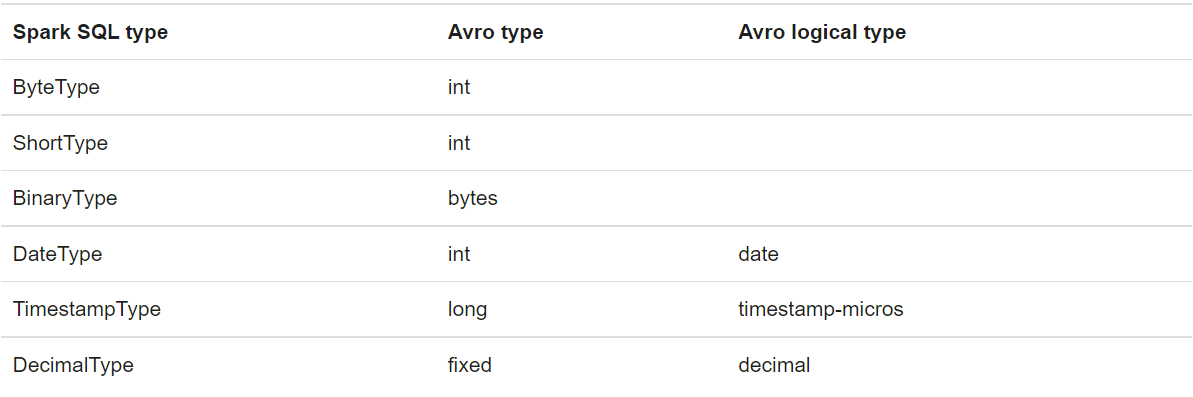 Spark SQL type Avro type Avro logical type
ByteType int
ShortType int
BinaryType bytes
DateType int date
TimestampType long timestamp-micros
DecimalType fixed decimal